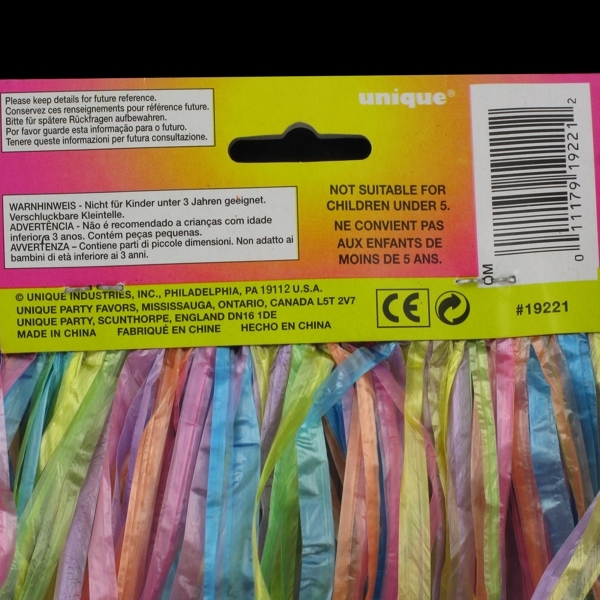 Please keep details for future reference.
Conservez ces renseignements pour référence future.
Bitte für spätere Rückfragen aufbewahren.
Por favor guarde esta informação para o futuro.
Tenere queste informazioni per futura consultazione.
unique®
WARNHINWEIS - Nicht für Kinder unter 3 Jahren geeignet.
Verschluckbare Kleinteile.
ADVERTÊNCIA - Não é recomendado a crianças com idade
inferior a 3 anos. Contém peças pequenas.
AVVERTENZA – Contiene parti di piccole dimensioni. Non adatto ai
bambini di età inferiore ai 3 anni.
NOT SUITABLE FOR
CHILDREN UNDER 5.
NE CONVIENT PAS
AUX ENFANTS DE
MOINS DE 5 ANS.
0 11179 19221 2
OM
© UNIQUE INDUSTRIES, INC., PHILADELPHIA, PA 19112 U.S.A.
UNIQUE PARTY FAVORS, MISSISSAUGA, ONTARIO, CANADA L5T 2V7
UNIQUE PARTY, SCUNTHORPE, ENGLAND DN16 1DE
MADE IN CHINA FABRIQUÉ EN CHINE HECHO EN CHINA
CE
#19221